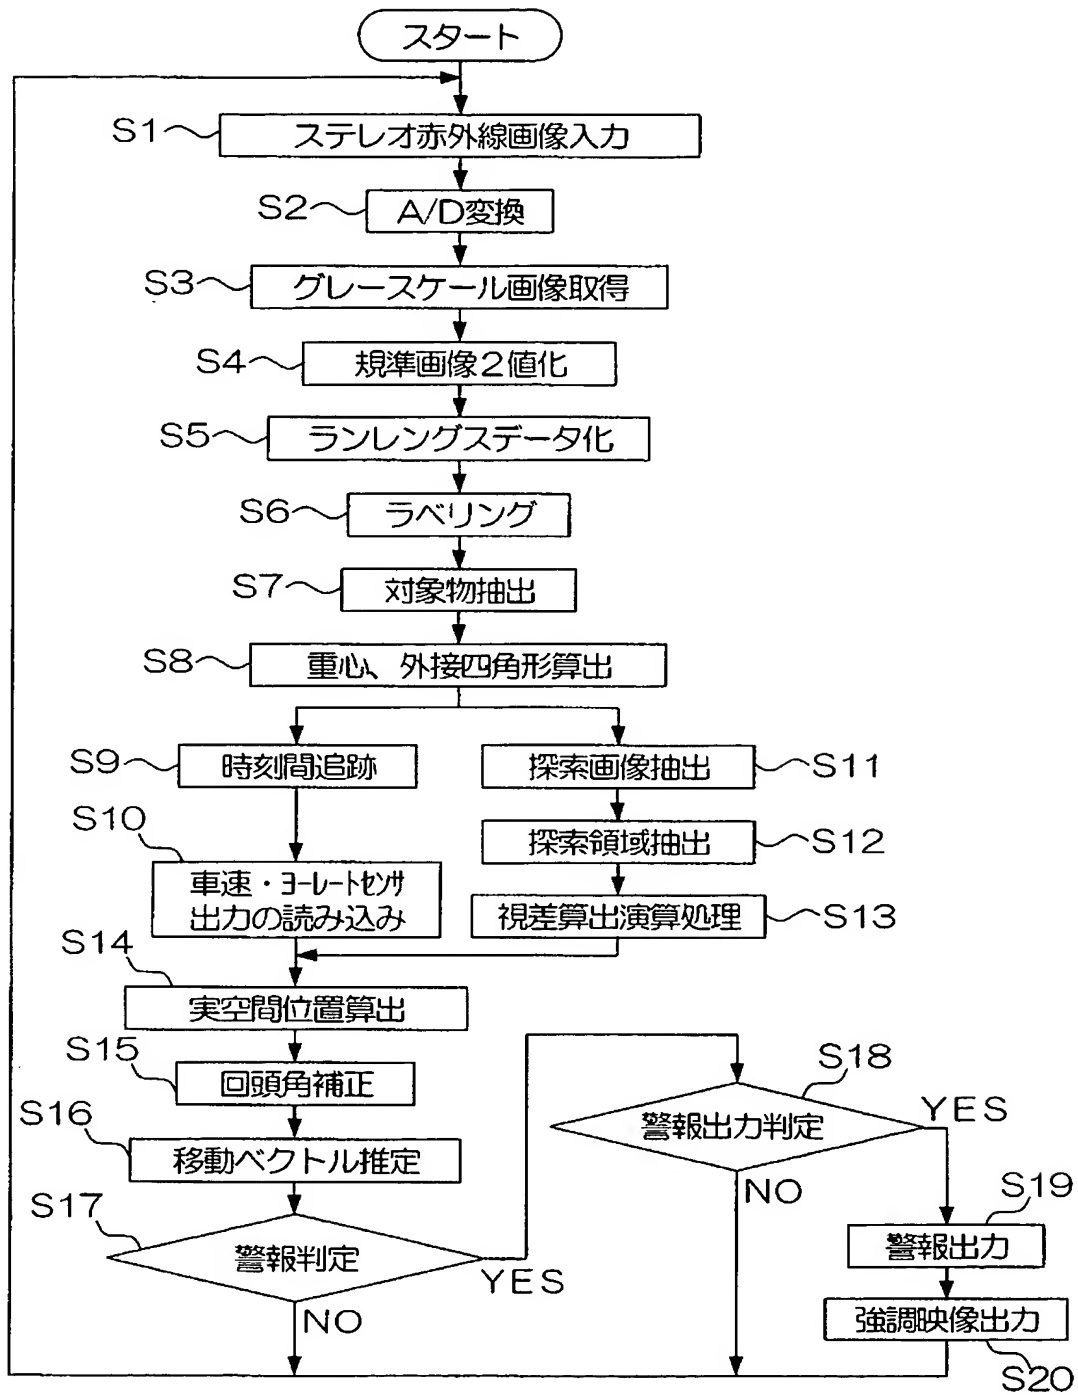 スタート
S1
ステレオ赤外線画像入力
S2
A/D変換
S3
グレースケール画像取得
S4
規準画像2値化
S5
ランレングスデータ化
S6
ラベリング
S7
対象物抽出
S8
重心、外接四角形算出
S9
時刻間追跡
S10
車速・ヨーレートセンサ
出力の読み込み
探索画像抽出
S11
探索領域抽出
S12
視差算出演算処理
S13
S14
実空間位置算出
S15
回頭角補正
S16
移動ベクトル推定
S17
警報判定
YES
NO
S18
警報出力判定
YES
NO
S19
警報出力
強調映像出力
S20